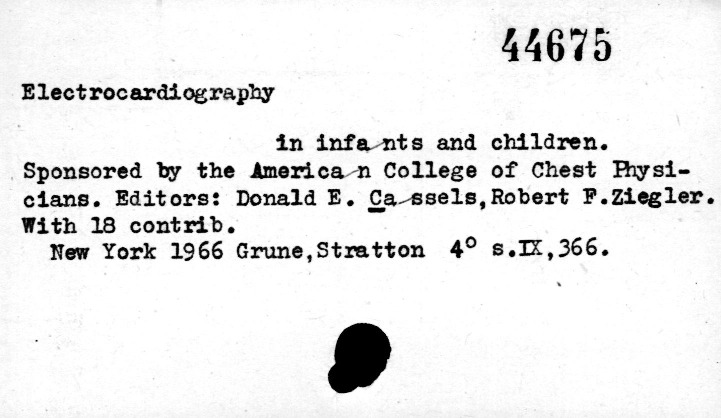 44675
Electrocardiography
in infants and children.
Sponsored by the American College of Chest Physi-
cians. Editors: Donald E. Cassels,Robert F.Ziegler.
With 18 contrib.
New York 1966 Grune,Stratton 4° s.IX,366.